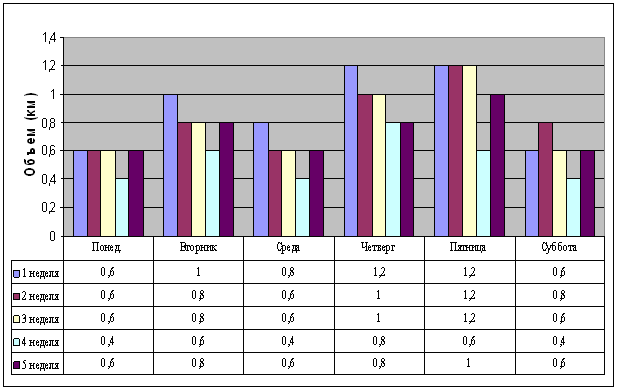 Объем (км)
1,4
1,2
1
0,8
0,6
0,4
0,2
0
Понед. Вторник Среда Четверг Пятница Суббота
1 неделя 0,6 1 0,8 1,2 1,2 0,6
2 неделя 0,6 0,8 0,6 1 1,2 0,8
3 неделя 0,6 0,8 0,6 1 1,2 0,6
4 неделя 0,4 0,6 0,4 0,8 0,6 0,4
5 неделя 0,6 0,8 0,6 0,8 1 0,6